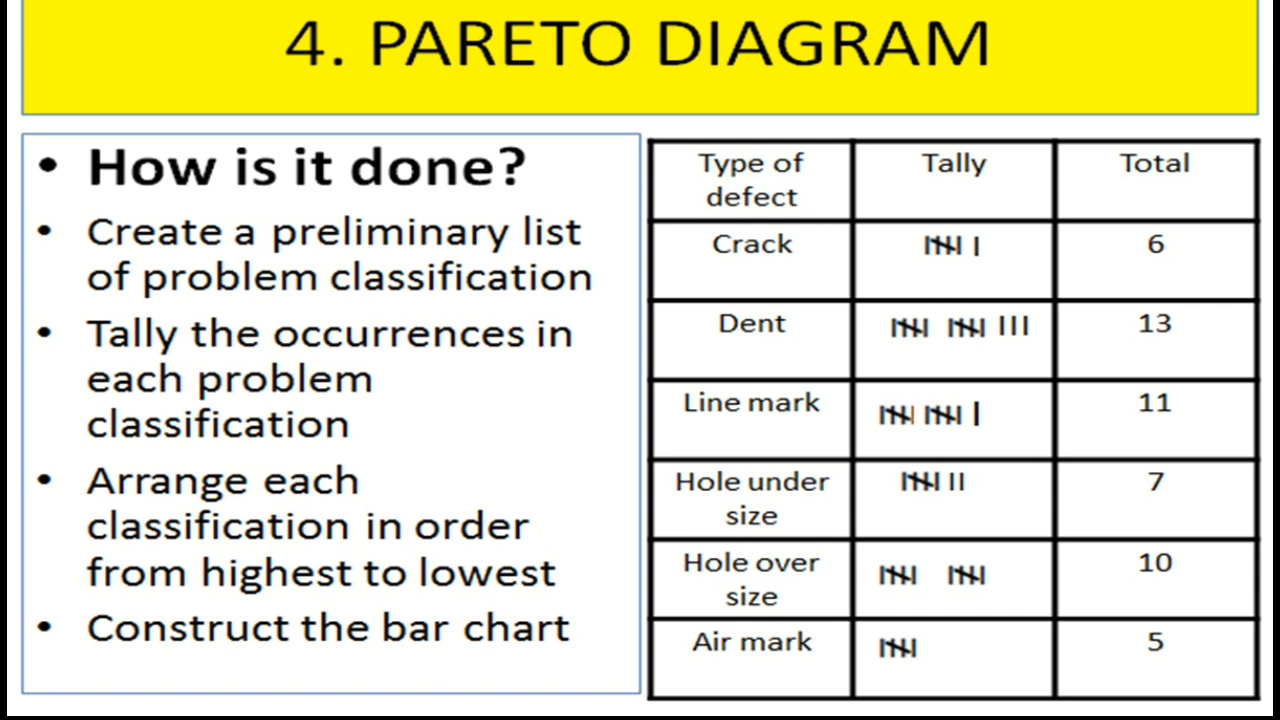 4. PARETO DIAGRAM
• How is it done?
• Create a preliminary list
of problem classification
• Tally the occurrences in
each problem
classification
• Arrange each
classification in order
from highest to lowest
• Construct the bar chart
Type of
defect
Tally
Total
Crack
6
Dent
13
Line mark
11
Hole under
size
7
Hole over
size
10
Air mark
5